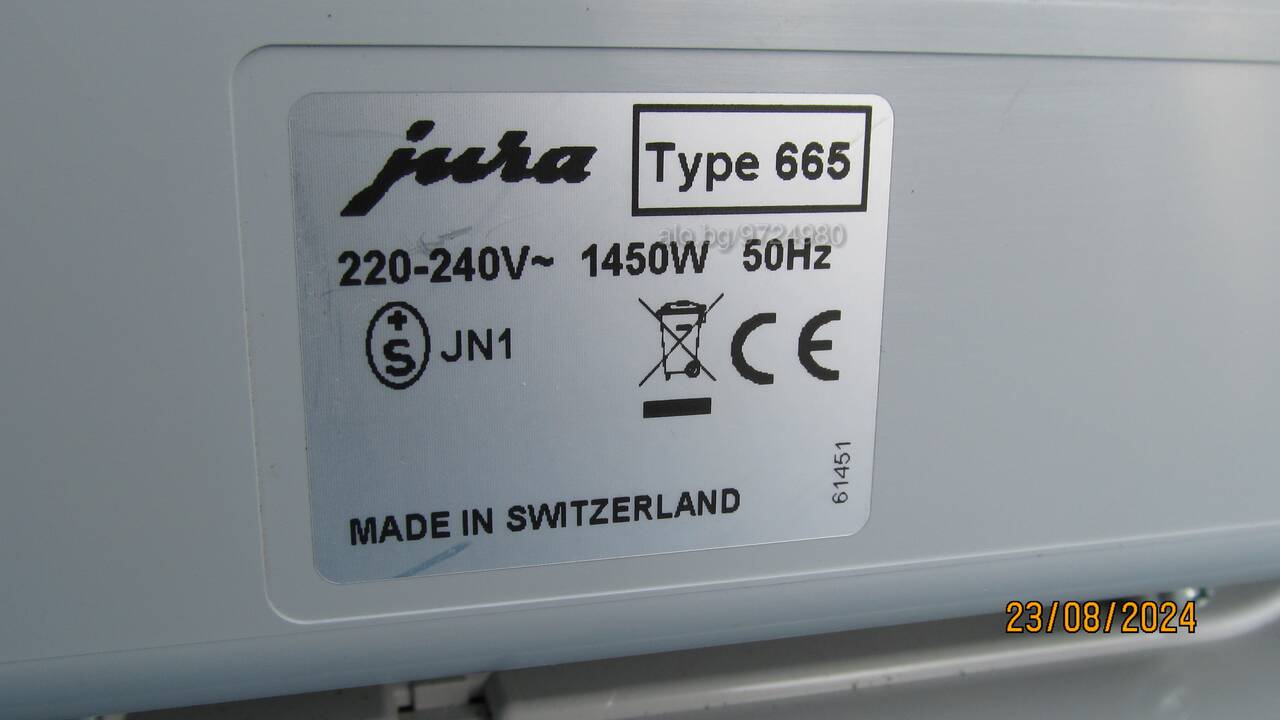 jura
Type 665
alo.bg/9724980
220-240V~ 1450W 50Hz
+
S
JN1
CE
61451
MADE IN SWITZERLAND
23/08/2024